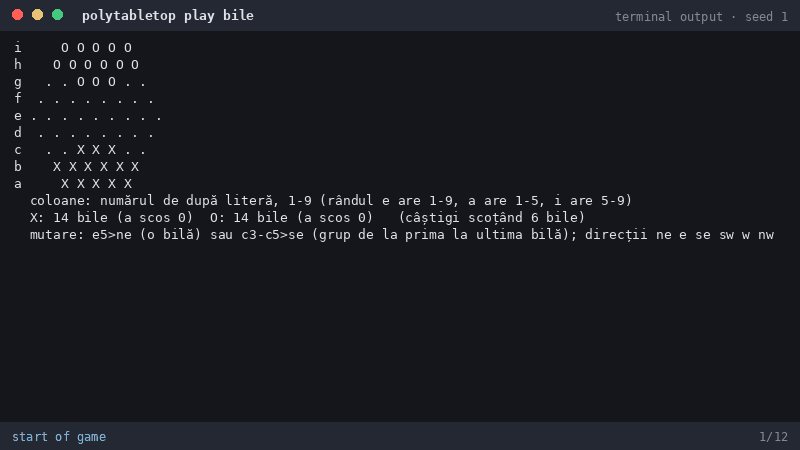 polytabletop play bile
terminal output · seed 1
i     O O O O O
h    O O O O O O
g   . . O O O . .
f  . . . . . . . .
e . . . . . . . . .
d  . . . . . . . .
c   . . X X X . .
b    X X X X X X
a     X X X X X
coloane: numărul de după literă, 1-9 (rândul e are 1-9, a are 1-5, i are 5-9)
X: 14 bile (a scos 0)  O: 14 bile (a scos 0)   (câștigi scoțând 6 bile)
mutare: e5>ne (o bilă) sau c3-c5>se (grup de la prima la ultima bilă); direcții ne e se sw w nw
start of game
1/12